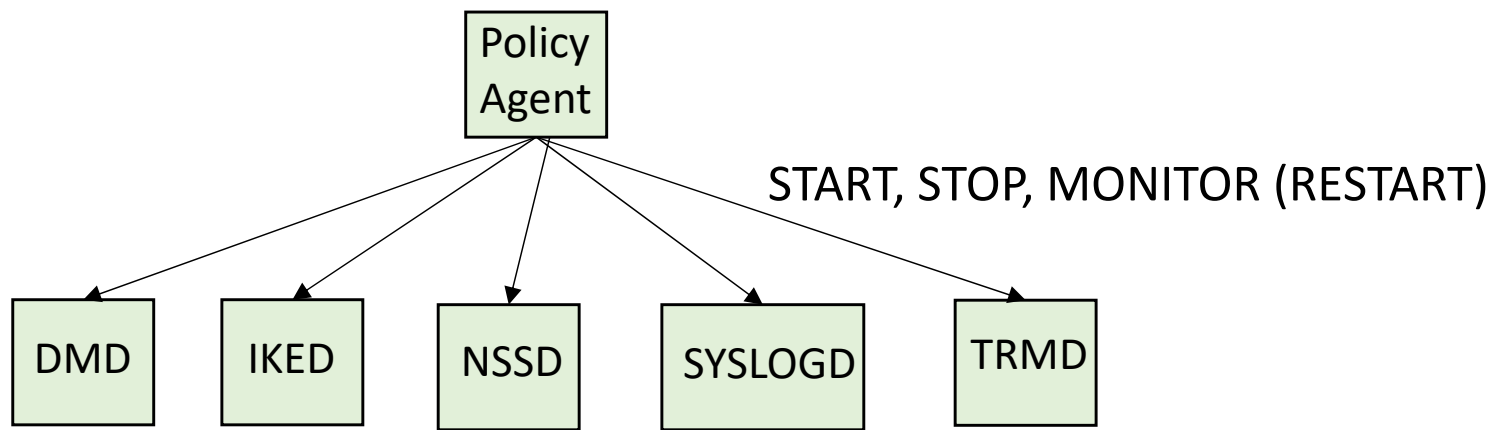 Policy
Agent
START, STOP, MONITOR (RESTART)
DMD
IKED
NSSD
SYSLOGD
TRMD